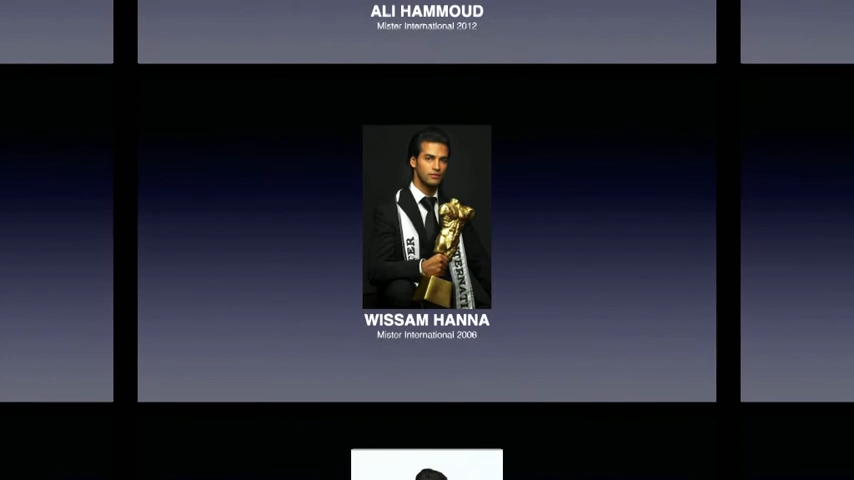 ALI HAMMOUD
Mister International 2012
WISSAM HANNA
Mister International 2006